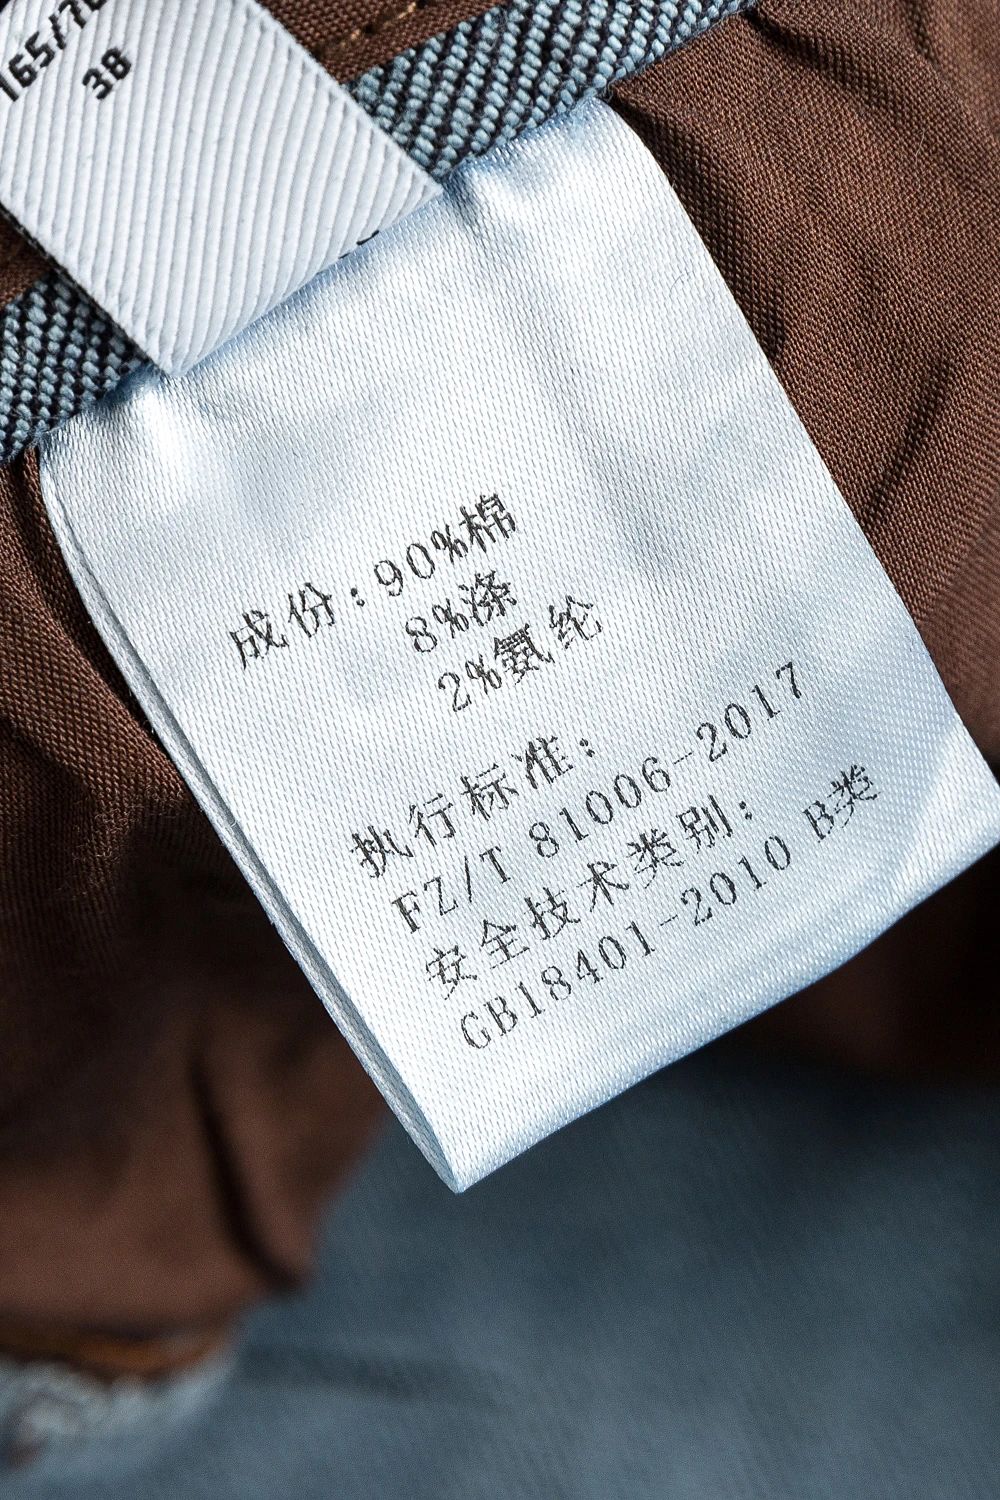 38
成份:90%棉
8%涤
2%氨纶
执行标准:
FZ/T 81006-2017
安全技术类别:
GB18401-2010 B类